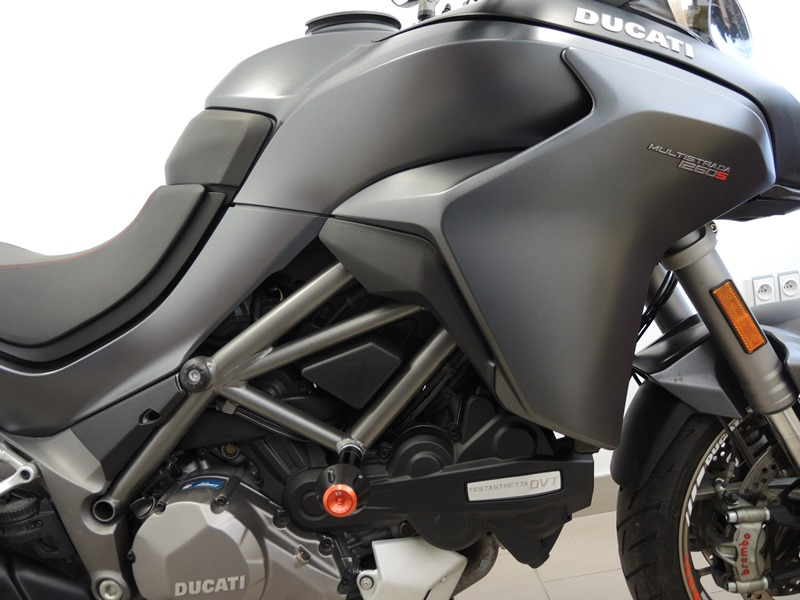 DUCATI
MULTISTRADA
1260S
TESTASTRETTA DVT
DUCATI
brembo